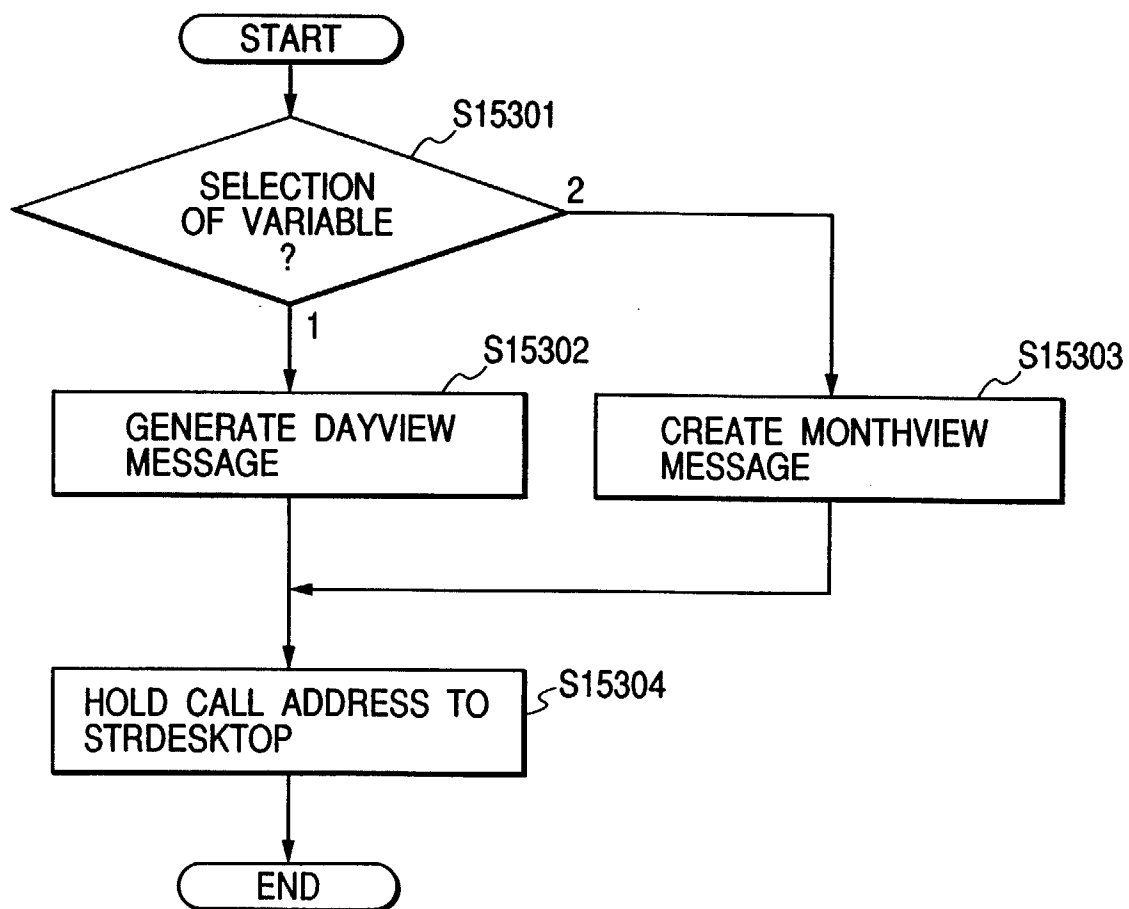 START
S15301
SELECTION
OF VARIABLE
?
2
1
S15302
GENERATE DAYVIEW
MESSAGE
S15303
CREATE MONTHVIEW
MESSAGE
HOLD CALL ADDRESS TO
STRDESKTOP
S15304
END